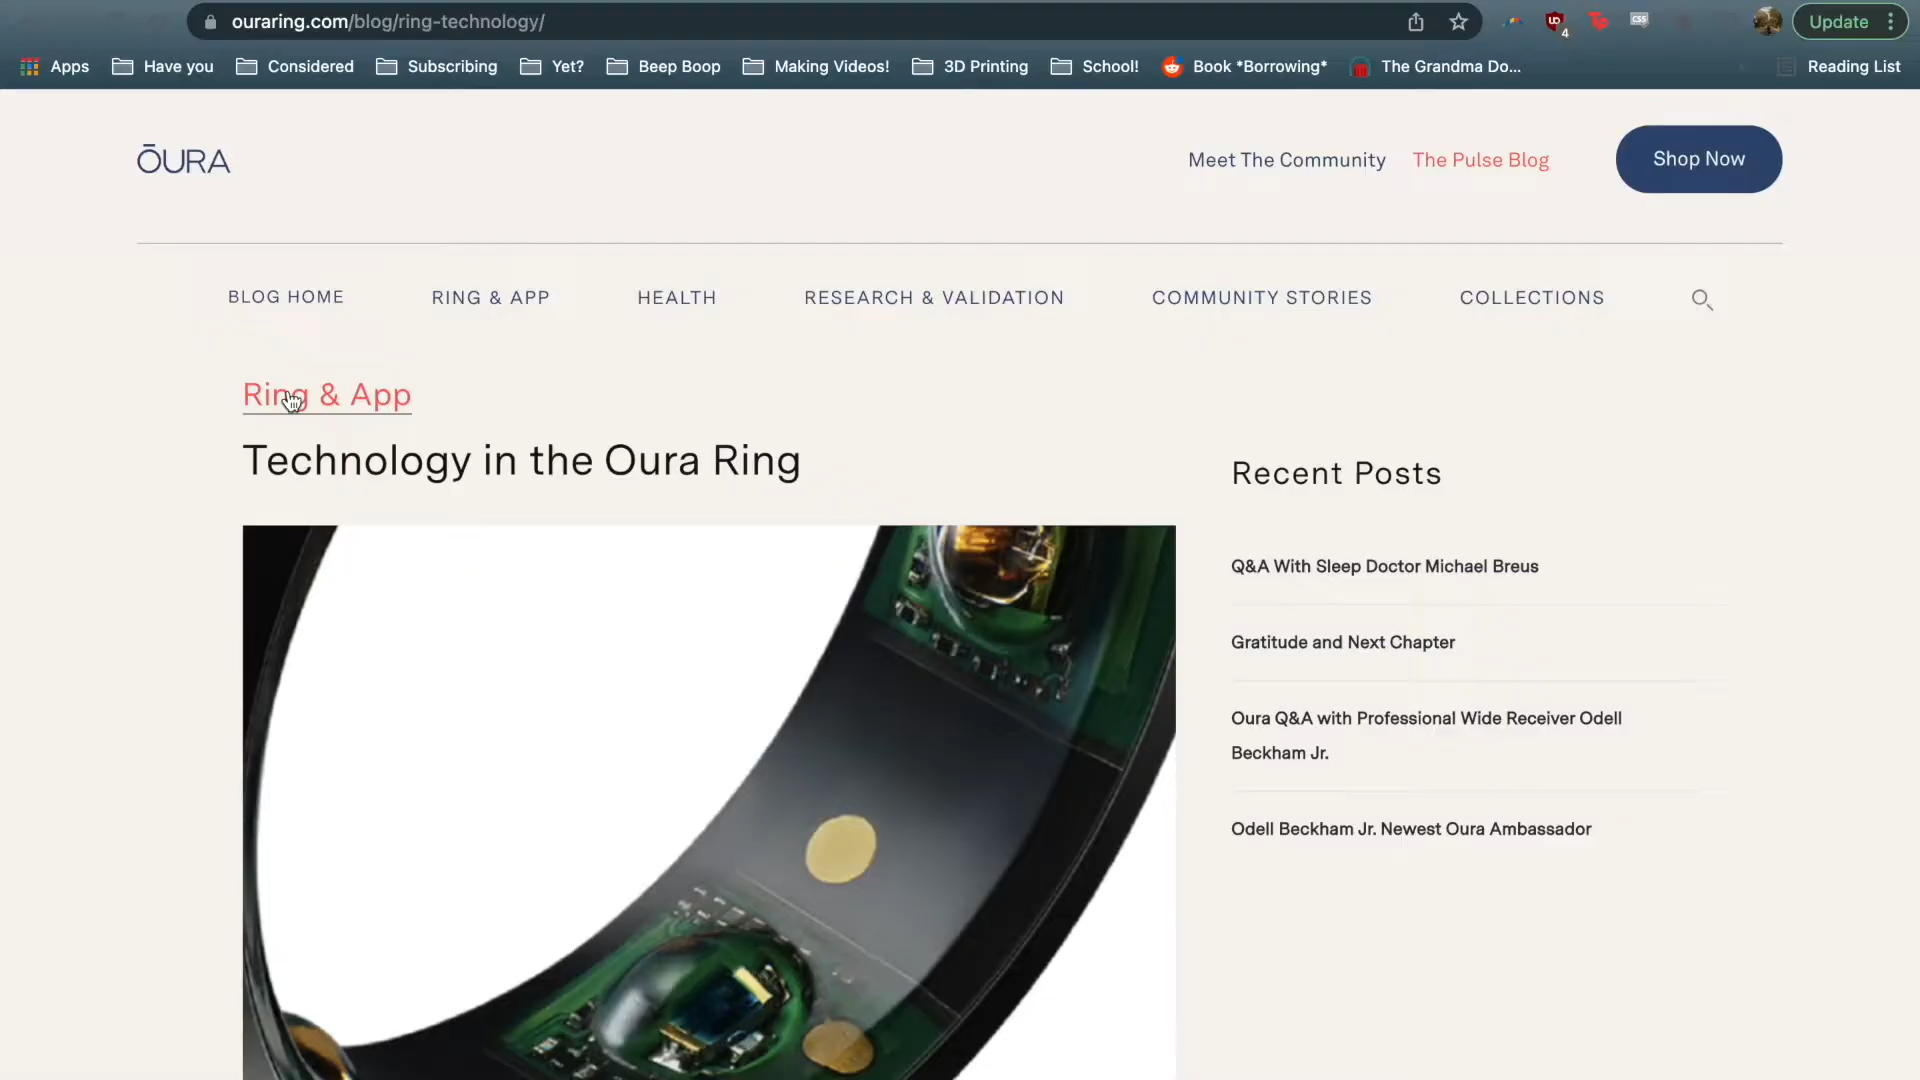 ouraring.com/blog/ring-technology/
4
CSS
Update
Apps
Have you
Considered
Subscribing
Yet?
Beep Boop
Making Videos!
3D Printing
School!
Book *Borrowing*
The Grandma Do...
Reading List
ŌURA
Meet The Community
The Pulse Blog
Shop Now
BLOG HOME
RING & APP
HEALTH
RESEARCH & VALIDATION
COMMUNITY STORIES
COLLECTIONS
Ring & App
Technology in the Oura Ring
Recent Posts
Q&A With Sleep Doctor Michael Breus
Gratitude and Next Chapter
Oura Q&A with Professional Wide Receiver Odell
Beckham Jr.
Odell Beckham Jr. Newest Oura Ambassador